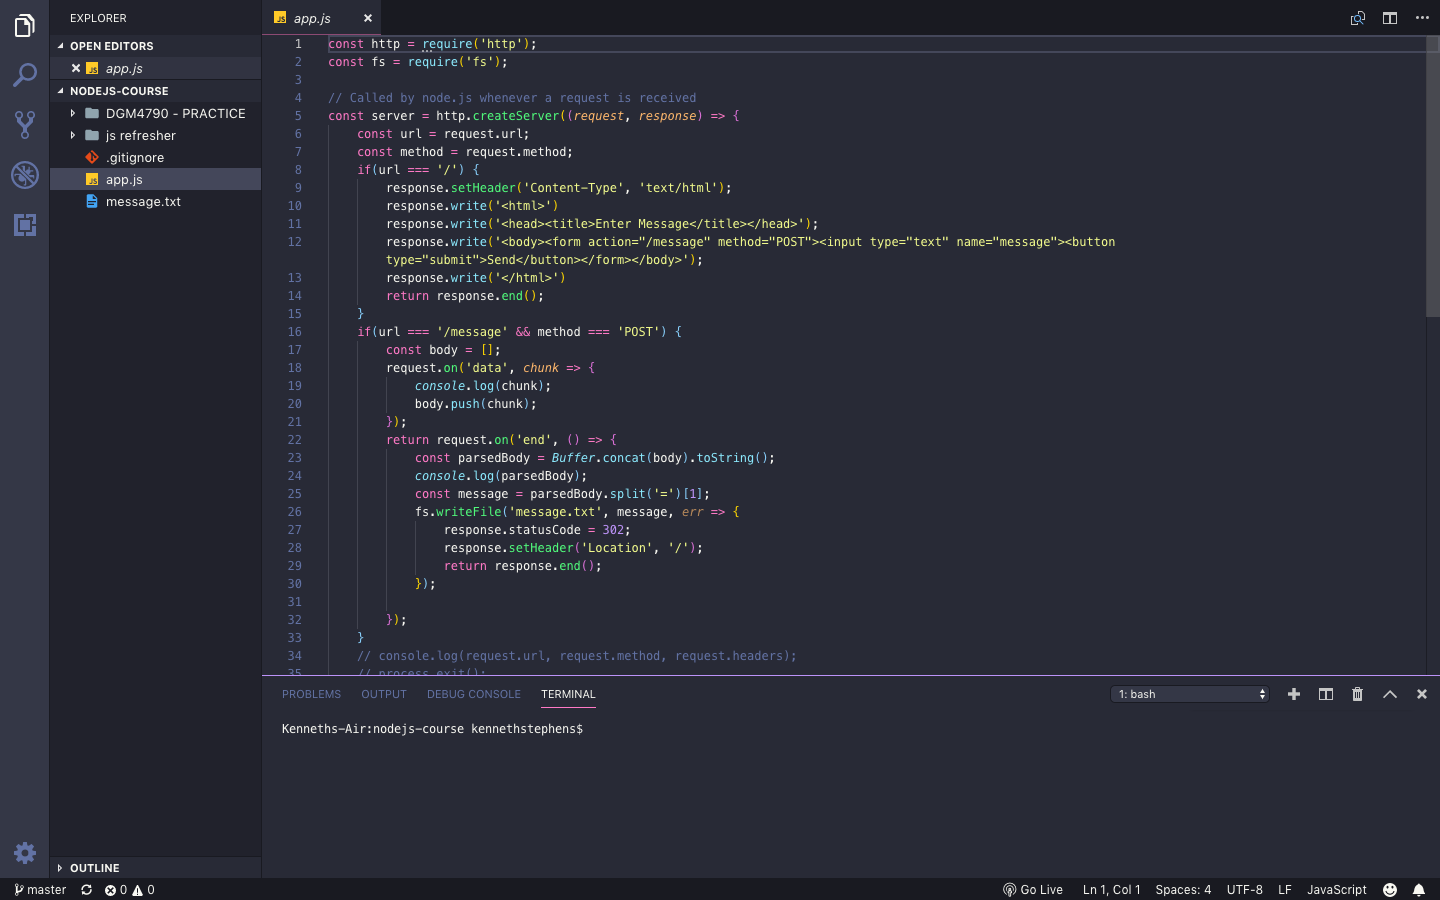 EXPLORER
OPEN EDITORS
JS app.js
NODEJS-COURSE
DGM4790 - PRACTICE
js refresher
.gitignore
JS app.js
message.txt
OUTLINE
JS app.js
1 const http = require('http');
2 const fs = require('fs');
3
4 // Called by node.js whenever a request is received
5 const server = http.createServer((request, response) => {
6 const url = request.url;
7 const method = request.method;
8 if(url === '/') {
9 response.setHeader('Content-Type', 'text/html');
10 response.write('<html>')
11 response.write('<head><title>Enter Message</title></head>');
12 response.write('<body><form action="/message" method="POST"><input type="text" name="message"><button
type="submit">Send</button></form></body>');
13 response.write('</html>')
14 return response.end();
15 }
16 if(url === '/message' && method === 'POST') {
17 const body = [];
18 request.on('data', chunk => {
19 console.log(chunk);
20 body.push(chunk);
21 });
22 return request.on('end', () => {
23 const parsedBody = Buffer.concat(body).toString();
24 console.log(parsedBody);
25 const message = parsedBody.split('=')[1];
26 fs.writeFile('message.txt', message, err => {
27 response.statusCode = 302;
28 response.setHeader('Location', '/');
29 return response.end();
30 });
31
32 });
33 }
34 // console.log(request.url, request.method, request.headers);
35 // process.exit();
PROBLEMS OUTPUT DEBUG CONSOLE TERMINAL 1: bash
Kenneths-Air:nodejs-course kennethstephens$
master 0 0 Go Live Ln 1, Col 1 Spaces: 4 UTF-8 LF JavaScript